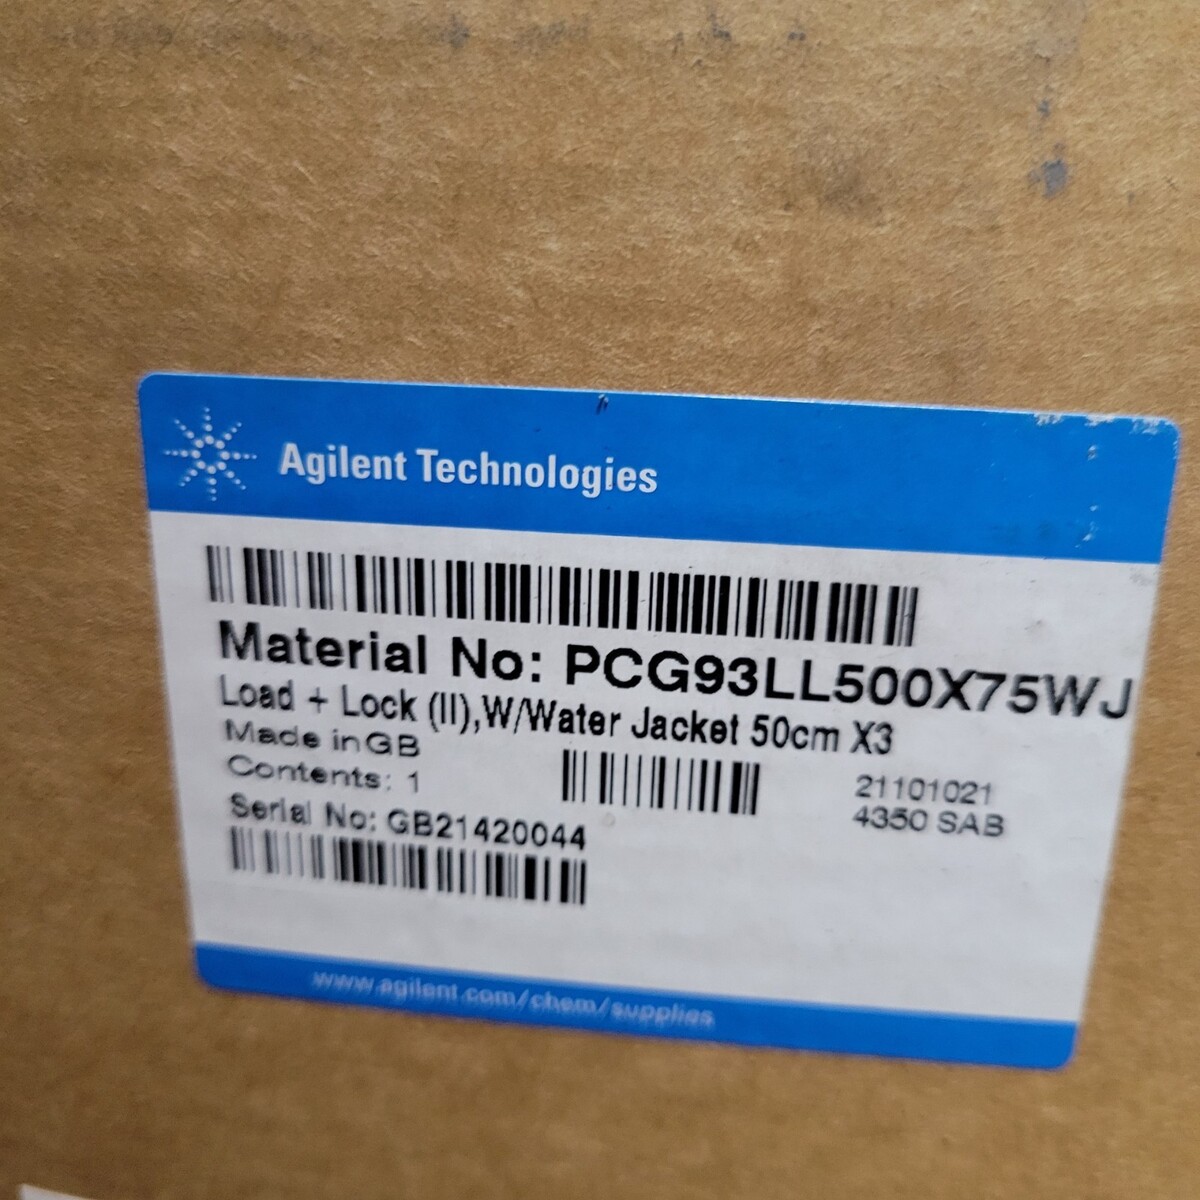 Agilent Technologies
Material No: PCG93LL500X75WJ
Load + Lock (II),W/Water Jacket 50cm X3
Made in GB
Contents: 1
21101021
4350 SAB
Serial No: GB21420044
www.agilent.com/chem/supplies